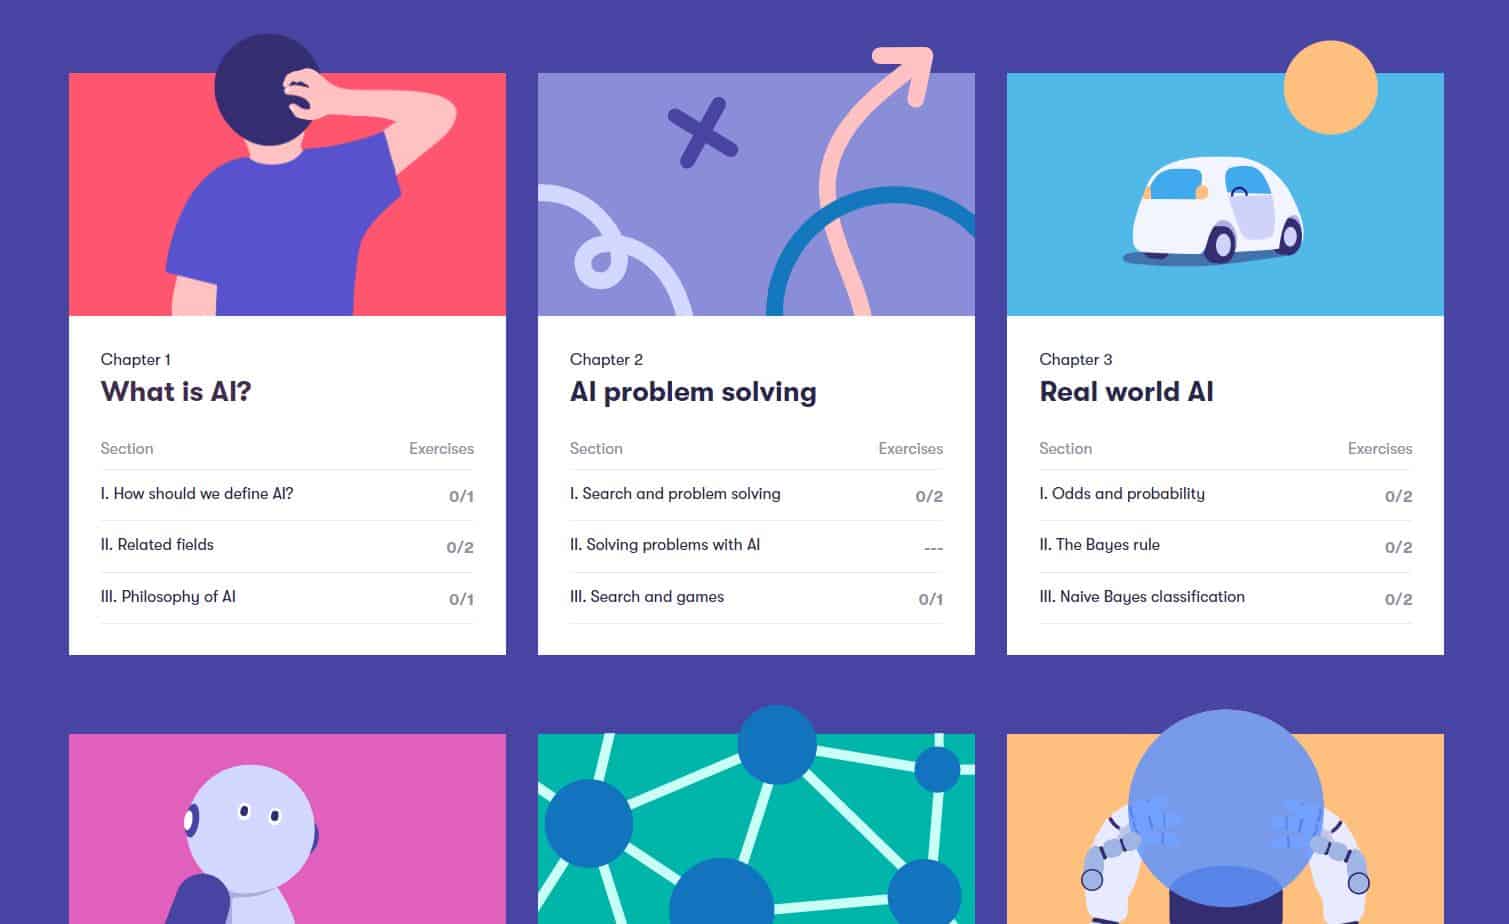 Chapter 1
What is AI?
Section Exercises
I. How should we define AI? 0/1
II. Related fields 0/2
III. Philosophy of AI 0/1
Chapter 2
AI problem solving
Section Exercises
I. Search and problem solving 0/2
II. Solving problems with AI ---
III. Search and games 0/1
Chapter 3
Real world AI
Section Exercises
I. Odds and probability 0/2
II. The Bayes rule 0/2
III. Naive Bayes classification 0/2